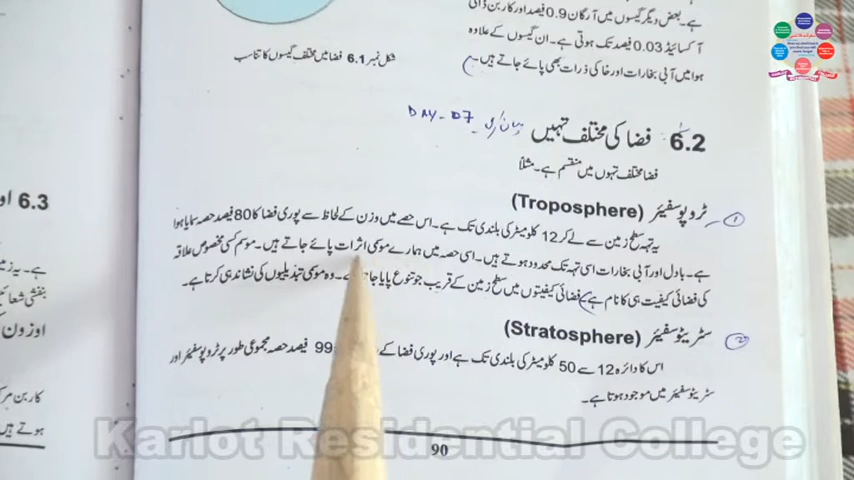 ہے۔ بعض دیگر گیسوں میں آرگان 0.9 فیصد اور کاربن ڈائی
آکسائیڈ 0.03 فیصد تک ہوتی ہے۔ ان گیسوں کے علاوہ
ہوا میں آبی بخارات اور خاکی ذرات بھی پائے جاتے ہیں۔
شکل نمبر 6.1 فضا میں مختلف گیسوں کا تناسب
DAY-07
6.2 فضا کی مختلف تہیں
فضا مختلف تہوں میں منقسم ہے۔ مثلاً
ٹروپوسفیئر (Troposphere)
یہ تہہ سطح زمین سے لے کر 12 کلومیٹر کی بلندی تک ہے۔ اس حصے میں وزن کے لحاظ سے پوری فضا کا 80 فیصد حصہ سمایا ہوا
ہے۔ بادل اور آبی بخارات اسی تہہ تک محدود ہوتے ہیں۔ اسی حصہ میں ہمارے موسمی اثرات پائے جاتے ہیں۔ موسم کسی مخصوص علاقہ
کی فضائی کیفیت ہی کا نام ہے فضائی کیفیتوں میں سطح زمین کے قریب جو تنوع پایا ہے۔ وہ موسمی تبدیلیوں کی نشاندہی کرتا ہے۔
سٹریٹوسفیئر (Stratosphere)
اس کا دائرہ 12 سے 50 کلومیٹر کی بلندی تک ہے اور پوری فضا کے 99 فیصد حصہ مجموعی طور پر ٹروپوسفیئر اور
سٹریٹوسفیئر میں موجود ہوتا ہے۔
90
6.3
ہے۔ یہ
اوزون
ہوتے ہیں
Karlot Residential College